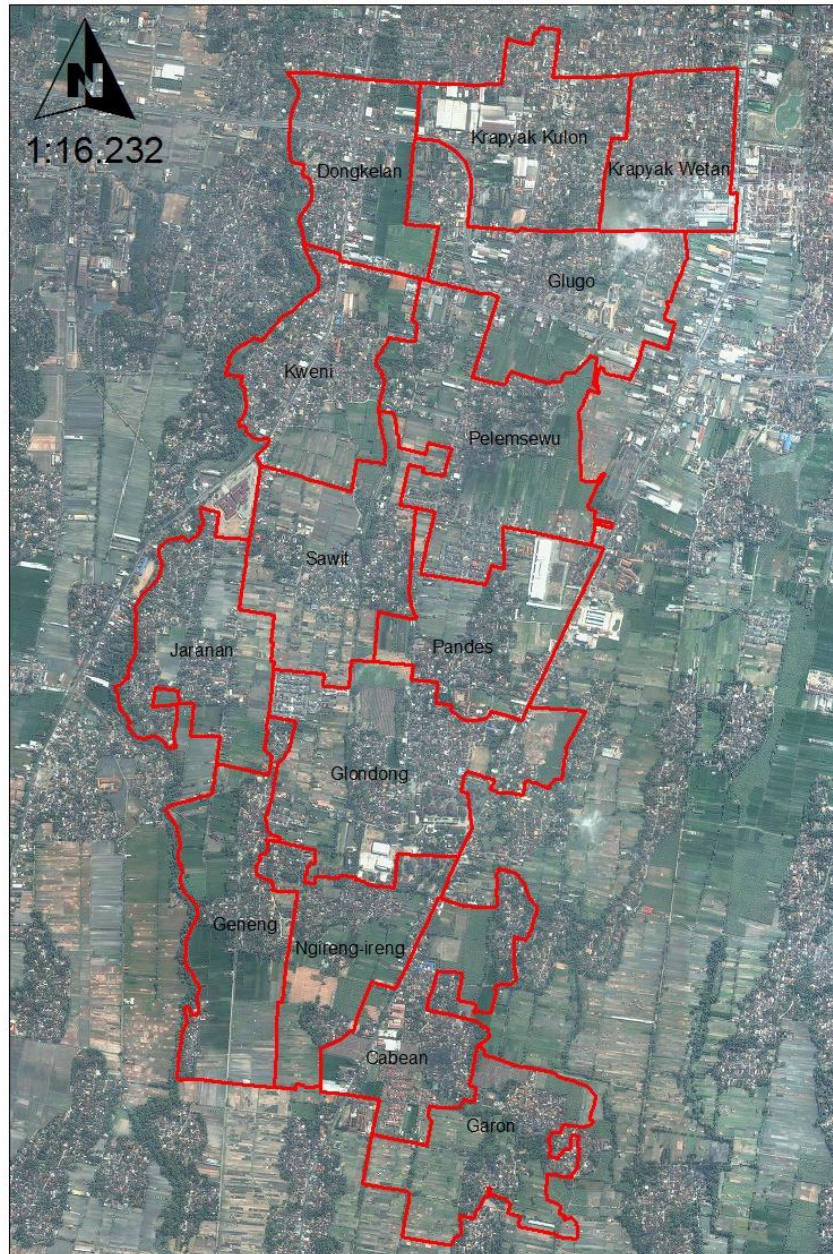 N
1:16.232
Krapyak Kulon
Dongkelan
Krapyak Wetan
Glugo
Kweni
Pelemsewu
Sawit
Jaranan
Pandes
Glondong
Geneng
Ngireng-ireng
Cabean
Garon